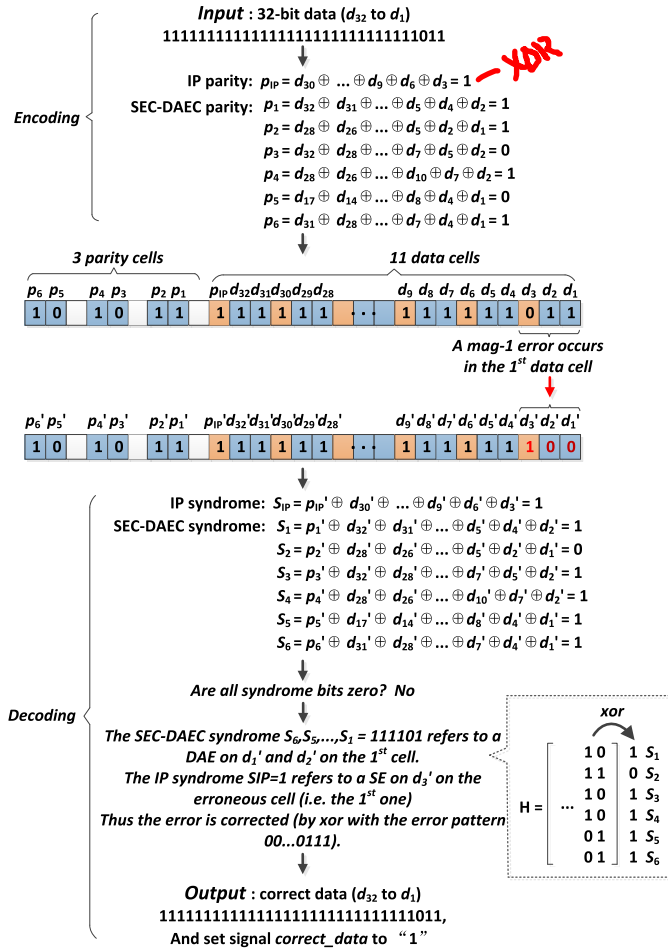 Input : 32-bit data (d32 to d1)
11111111111111111111111111111011
XOR
IP parity: pIP = d30 ⊕ ... ⊕ d9 ⊕ d6 ⊕ d3 = 1
SEC-DAEC parity: p1 = d32 ⊕ d31 ⊕ ... ⊕ d5 ⊕ d4 ⊕ d2 = 1
Encoding
p2 = d28 ⊕ d26 ⊕ ... ⊕ d5 ⊕ d2 ⊕ d1 = 1
p3 = d32 ⊕ d28 ⊕ ... ⊕ d7 ⊕ d5 ⊕ d2 = 0
p4 = d28 ⊕ d26 ⊕ ... ⊕ d10 ⊕ d7 ⊕ d2 = 1
p5 = d17 ⊕ d14 ⊕ ... ⊕ d8 ⊕ d4 ⊕ d1 = 0
p6 = d31 ⊕ d28 ⊕ ... ⊕ d7 ⊕ d4 ⊕ d1 = 1
3 parity cells 11 data cells
p6 p5 p4 p3 p2 p1 pIP d32 d31 d30 d29 d28 d9 d8 d7 d6 d5 d4 d3 d2 d1
1 0 1 0 1 1 1 1 1 1 1 1 ··· 1 1 1 1 1 1 0 1 1
A mag-1 error occurs
in the 1st data cell
p6' p5' p4' p3' p2' p1' pIP' d32' d31' d30' d29' d28' d9' d8' d7' d6' d5' d4' d3' d2' d1'
1 0 1 0 1 1 1 1 1 1 1 1 ··· 1 1 1 1 1 1 1 0 0
IP syndrome: SIP = pIP' ⊕ d30' ⊕ ... ⊕ d9' ⊕ d6' ⊕ d3' = 1
SEC-DAEC syndrome: S1 = p1' ⊕ d32' ⊕ d31' ⊕ ... ⊕ d5' ⊕ d4' ⊕ d2' = 1
S2 = p2' ⊕ d28' ⊕ d26' ⊕ ... ⊕ d5' ⊕ d2' ⊕ d1' = 0
S3 = p3' ⊕ d32' ⊕ d28' ⊕ ... ⊕ d7' ⊕ d5' ⊕ d2' = 1
S4 = p4' ⊕ d28' ⊕ d26' ⊕ ... ⊕ d10' ⊕ d7' ⊕ d2' = 1
S5 = p5' ⊕ d17' ⊕ d14' ⊕ ... ⊕ d8' ⊕ d4' ⊕ d1' = 1
S6 = p6' ⊕ d31' ⊕ d28' ⊕ ... ⊕ d7' ⊕ d4' ⊕ d1' = 1
Are all syndrome bits zero? No
Decoding
The SEC-DAEC syndrome S6,S5,...,S1 = 111101 refers to a
DAE on d1' and d2' on the 1st cell.
The IP syndrome SIP=1 refers to a SE on d3' on the
erroneous cell (i.e. the 1st one)
Thus the error is corrected (by xor with the error pattern
00...0111).
xor
1 0 1 S1
1 1 0 S2
1 0 1 S3
H = ... 1 0 1 S4
0 1 1 S5
0 1 1 S6
Output : correct data (d32 to d1)
11111111111111111111111111111011,
And set signal correct_data to “1”